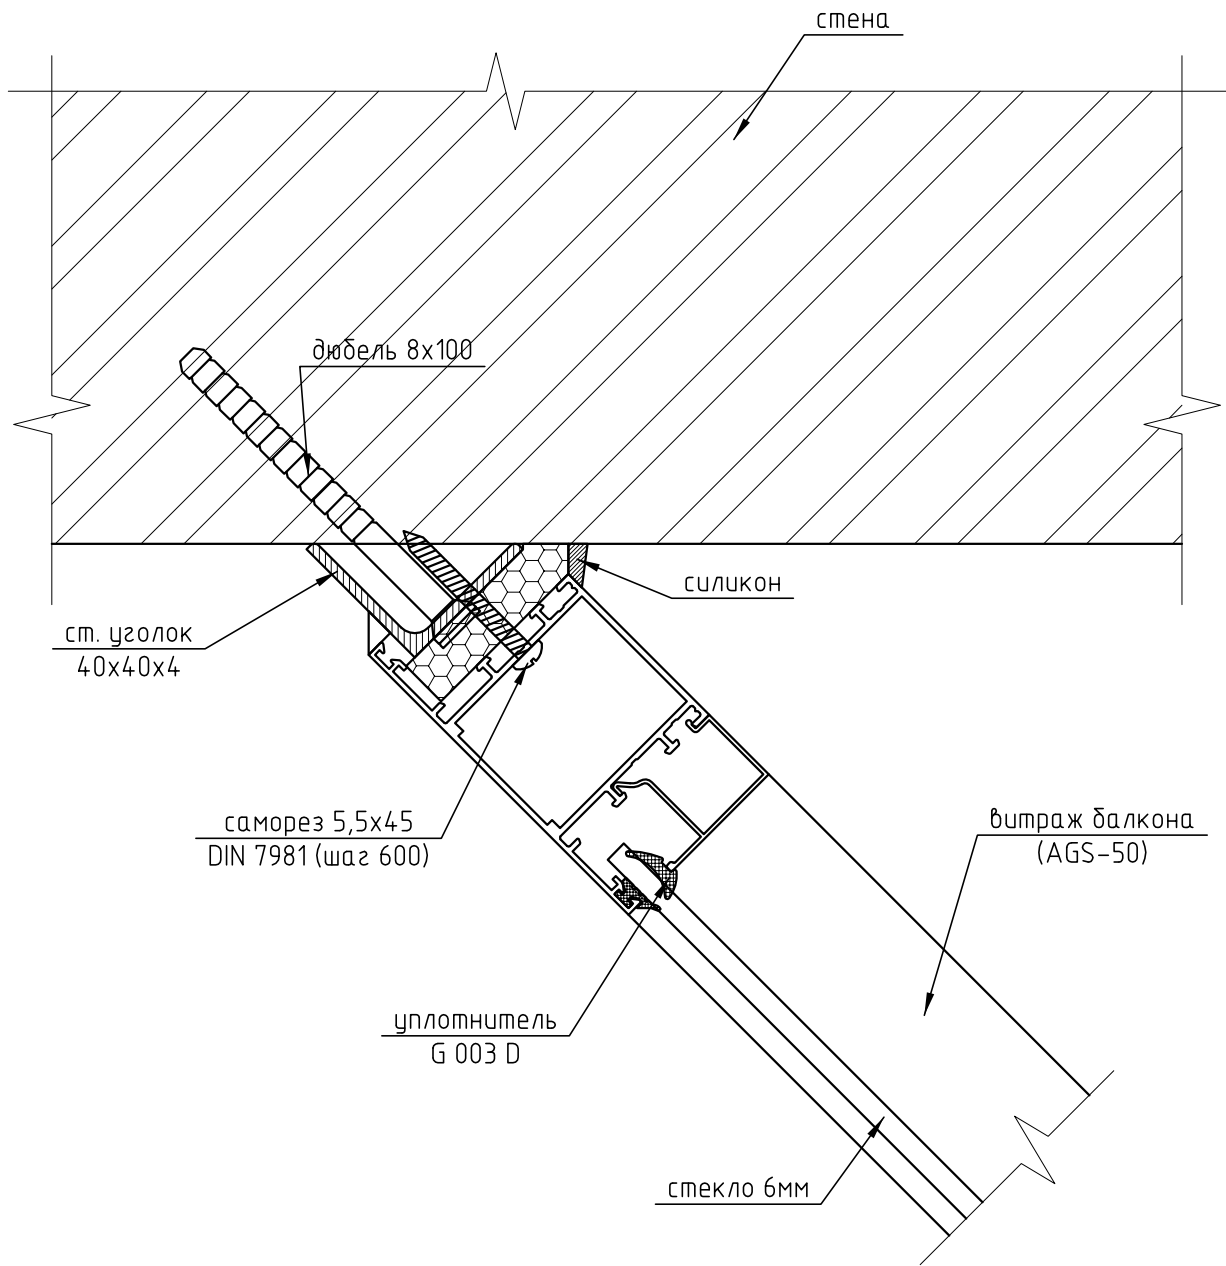 стена
дюбель 8х100
силикон
ст. уголок
40х40х4
саморез 5,5х45
DIN 7981 (шаг 600)
витраж балкона
(AGS-50)
уплотнитель
G 003 D
стекло 6мм